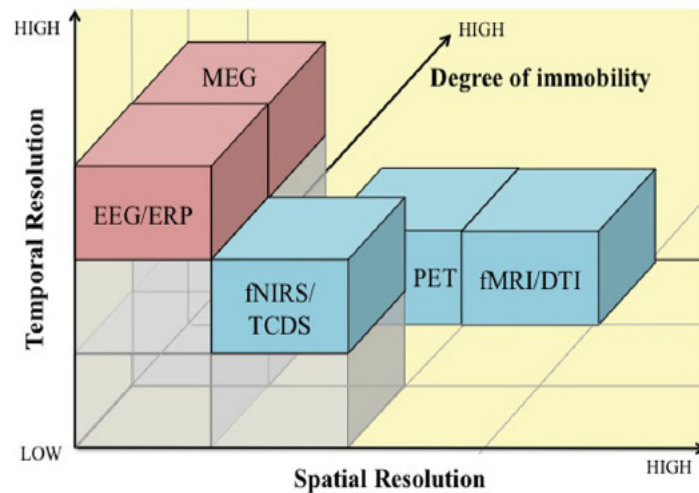 HIGH
HIGH
MEG
Degree of immobility
Temporal Resolution
EEG/ERP
PET
fMRI/DTI
fNIRS/
TCDS
LOW
HIGH
Spatial Resolution